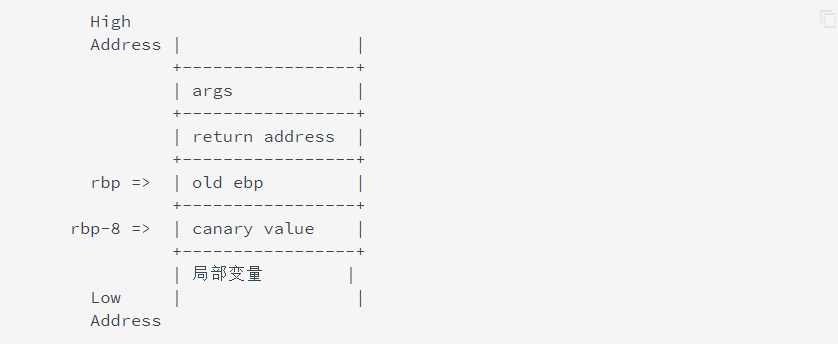 High
Address |                 |
+-----------------+
| args            |
+-----------------+
| return address  |
+-----------------+
rbp => | old ebp         |
+-----------------+
rbp-8 => | canary value    |
+-----------------+
| 局部变量        |
Low     |                 |
Address